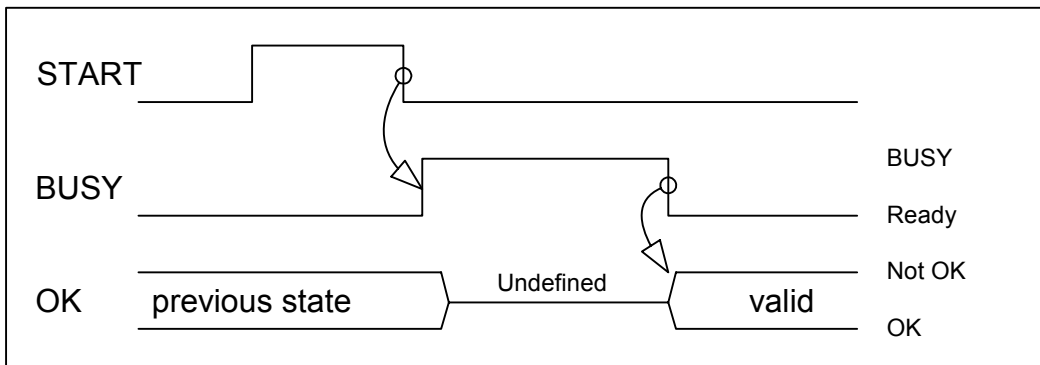 START
BUSY
BUSY
Ready
OK
previous state
Undefined
valid
Not OK
OK